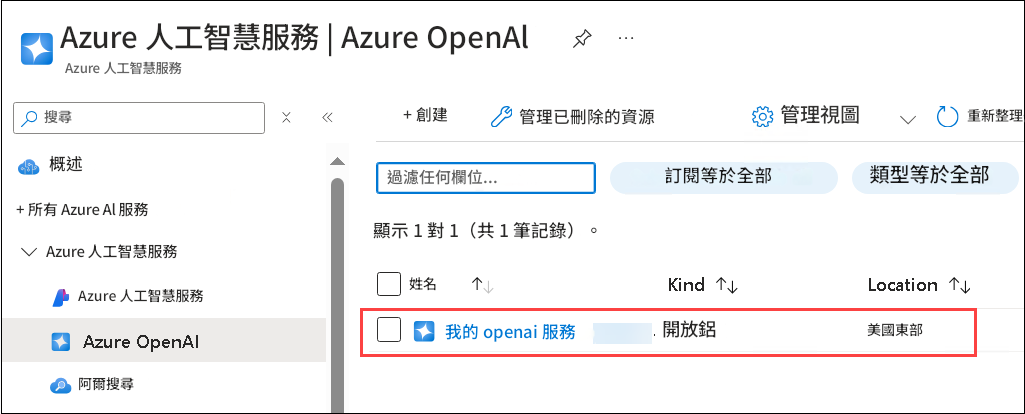 Azure 人工智慧服務 | Azure OpenAl
...
Azure 人工智慧服務
搜尋
+ 創建 管理已刪除的資源 管理視圖 重新整理
概述
過濾任何欄位... 訂閱等於全部 類型等於全部
+ 所有 Azure Al 服務
顯示 1 對 1（共 1 筆記錄）。
Azure 人工智慧服務
姓名 Kind Location
Azure 人工智慧服務
我的 openai 服務 . 開放鋁 美國東部
Azure OpenAI
阿爾搜尋